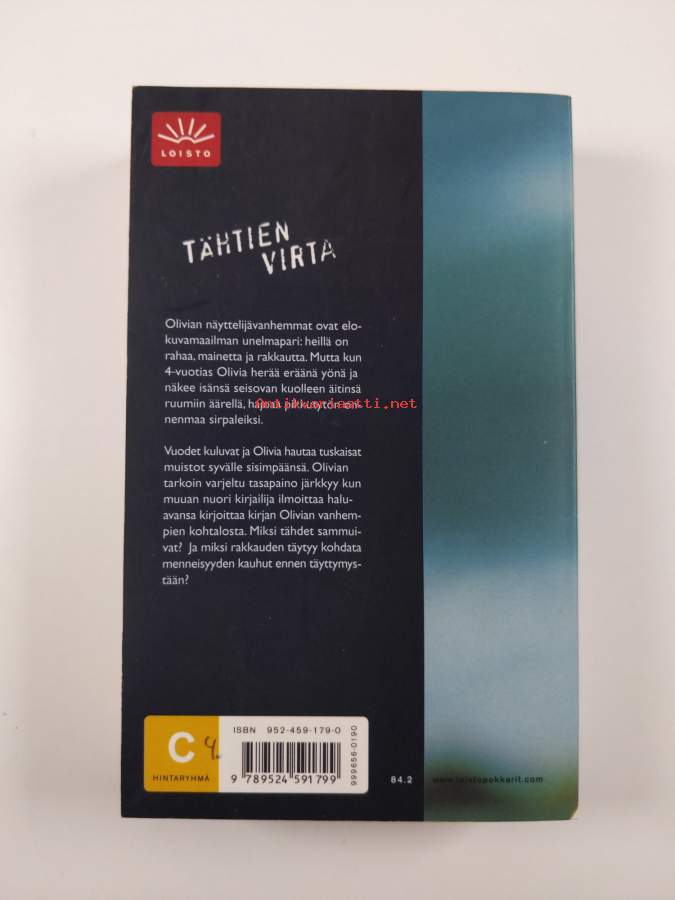 LOISTO
TÄHTIEN
VIRTA
Olivian näyttelijävanhemmat ovat elo-
kuvamaailman unelmapari: heillä on
rahaa, mainetta ja rakkautta. Mutta kun
4-vuotias Olivia herää eräänä yönä ja
näkee isänsä seisovan kuolleen äitinsä
ruumiin äärellä, hajoaa pikkutytön on-
nenmaa sirpaleiksi.
Antikvariaatti.net
Vuodet kuluvat ja Olivia hautaa tuskaisat
muistot syvälle sisimpäänsä. Olivian
tarkoin varjeltu tasapaino järkkyy kun
muuan nuori kirjailija ilmoittaa halu-
avansa kirjoittaa kirjan Olivian vanhem-
pien kohtalosta. Miksi tähdet sammui-
vat? Ja miksi rakkauden täytyy kohdata
menneisyyden kauhut ennen täyttymys-
tään?
C 4.
HINTARYHMÄ
ISBN 952-459-179-0
9 789524 591799
999656-0190
84.2
www.loistopokkarit.com